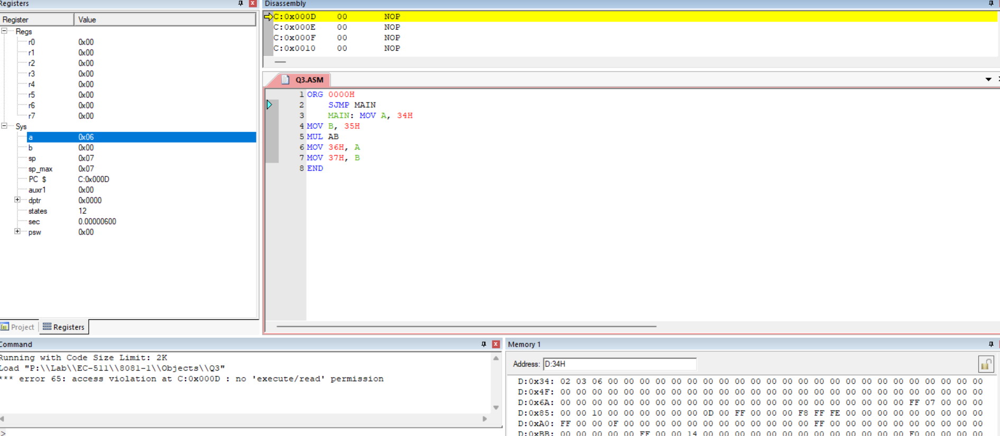 Registers
Register Value
Regs
r0 0x00
r1 0x00
r2 0x00
r3 0x00
r4 0x00
r5 0x00
r6 0x00
r7 0x00
Sys
a 0x06
b 0x00
sp 0x07
sp_max 0x07
PC $ C:0x000D
auxr1 0x00
dptr 0x0000
states 12
sec 0.00000600
psw 0x00
Project Registers
Disassembly
C:0x000D 00 NOP
C:0x000E 00 NOP
C:0x000F 00 NOP
C:0x0010 00 NOP
Q3.ASM
1 ORG 0000H
2 SJMP MAIN
3 MAIN: MOV A, 34H
4 MOV B, 35H
5 MUL AB
6 MOV 36H, A
7 MOV 37H, B
8 END
Command
Running with Code Size Limit: 2K
Load "P:\\Lab\\EC-511\\8081-1\\Objects\\Q3"
*** error 65: access violation at C:0x000D : no 'execute/read' permission
>
Memory 1
Address: D:34H
D:0x34: 02 03 06 00 00 00 00 00 00 00 00 00 00 00 00 00 00 00 00 00 00 00 00 00 00 00 00
D:0x4F: 00 00 00 00 00 00 00 00 00 00 00 00 00 00 00 00 00 00 00 00 00 00 00 00 00 00 00
D:0x6A: 00 00 00 00 00 00 00 00 00 00 00 00 00 00 00 00 00 00 00 00 00 00 FF 07 00 00 00
D:0x85: 00 00 10 00 00 00 00 00 00 0D 00 FF 00 00 00 F8 FF FE 00 00 00 00 00 00 00 00 00
D:0xA0: FF 00 00 0F 00 00 00 00 00 00 00 00 00 00 00 00 FF 00 00 00 00 00 00 00 00 00 00
D:0xBB: 00 00 00 00 00 FF 00 00 14 00 00 00 00 00 00 00 00 00 00 00 00 00 F0 00 00 00 00